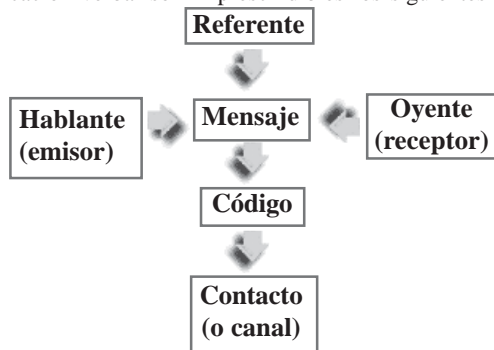 Referente
Hablante
(emisor)
Mensaje
Oyente
(receptor)
Código
Contacto
(o canal)